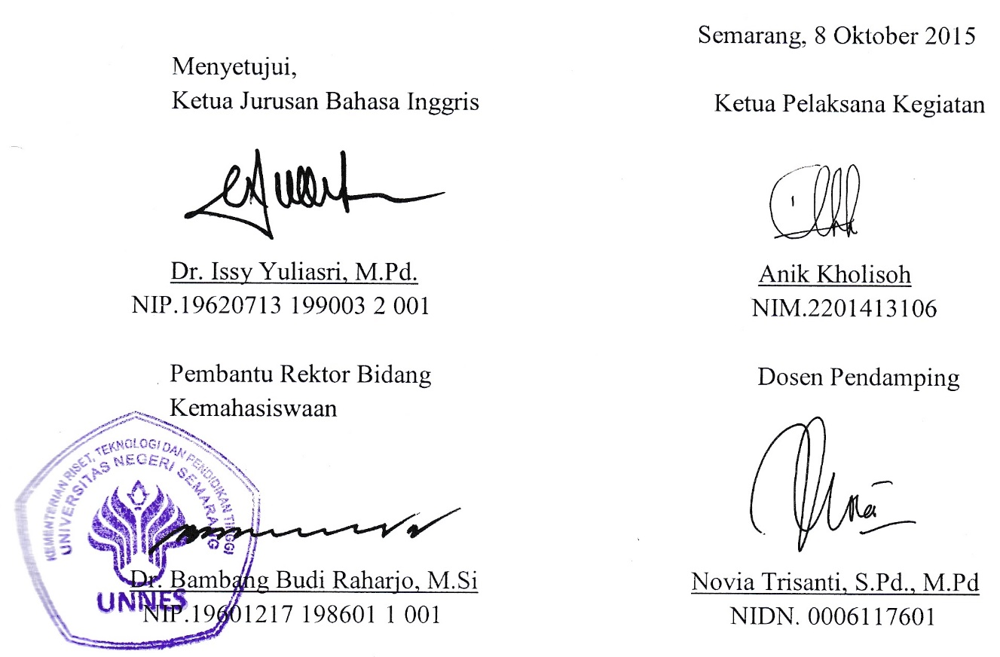 Semarang, 8 Oktober 2015
Menyetujui,
Ketua Jurusan Bahasa Inggris
Ketua Pelaksana Kegiatan
Dr. Issy Yuliasri, M.Pd.
NIP.19620713 199003 2 001
Anik Kholisoh
NIM.2201413106
Pembantu Rektor Bidang
Kemahasiswaan
Dosen Pendamping
KEMENTERIAN RISET, TEKNOLOGI DAN PENDIDIKAN TINGGI
UNIVERSITAS NEGERI SEMARANG
UNNES
Dr. Bambang Budi Raharjo, M.Si
NIP.19601217 198601 1 001
Novia Trisanti, S.Pd., M.Pd
NIDN. 0006117601